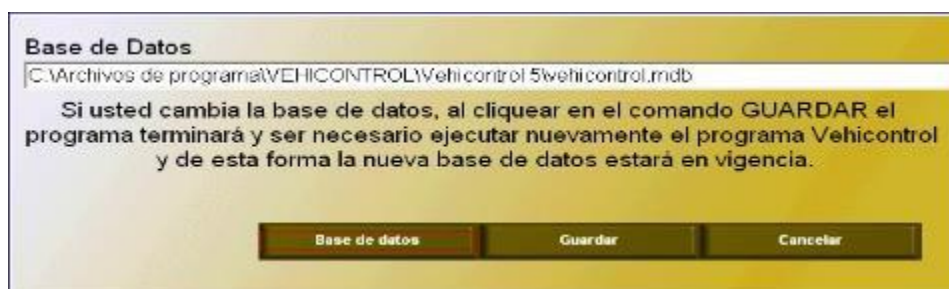 Base de Datos
C:\Archivos de programa\VEHICONTROL\Vehicontrol 5\vehicontrol.mdb
Si usted cambia la base de datos, al cliquear en el comando GUARDAR el
programa terminará y ser necesario ejecutar nuevamente el programa Vehicontrol
y de esta forma la nueva base de datos estará en vigencia.
Base de datos Guardar Cancelar